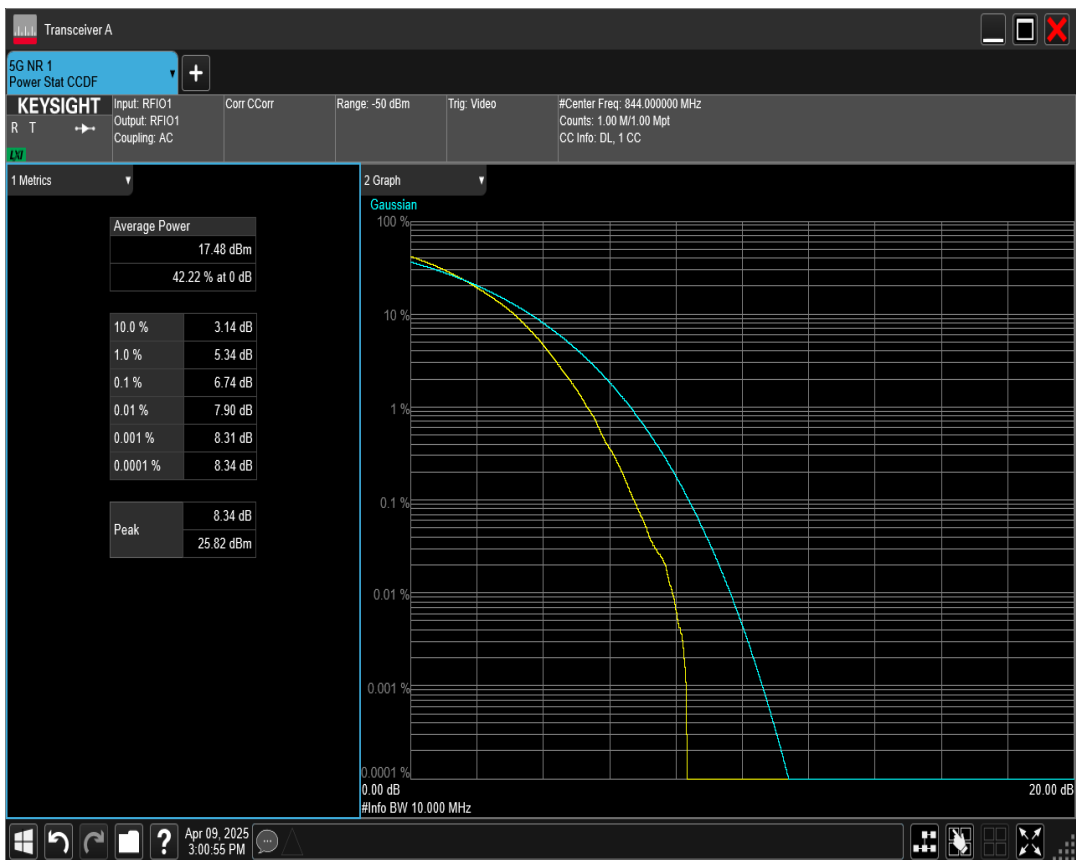 Transceiver A
5G NR 1
Power Stat CCDF
+
KEYSIGHT
R T
LXI
Input: RFIO1
Output: RFIO1
Coupling: AC
Corr CCorr
Range: -50 dBm
Trig: Video
#Center Freq: 844.000000 MHz
Counts: 1.00 M/1.00 Mpt
CC Info: DL, 1 CC
1 Metrics
Average Power
17.48 dBm
42.22 % at 0 dB
10.0 % 3.14 dB
1.0 % 5.34 dB
0.1 % 6.74 dB
0.01 % 7.90 dB
0.001 % 8.31 dB
0.0001 % 8.34 dB
Peak
8.34 dB
25.82 dBm
2 Graph
Gaussian
100 %
10 %
1 %
0.1 %
0.01 %
0.001 %
0.0001 %
0.00 dB 20.00 dB
#Info BW 10.000 MHz
?
Apr 09, 2025
3:00:55 PM